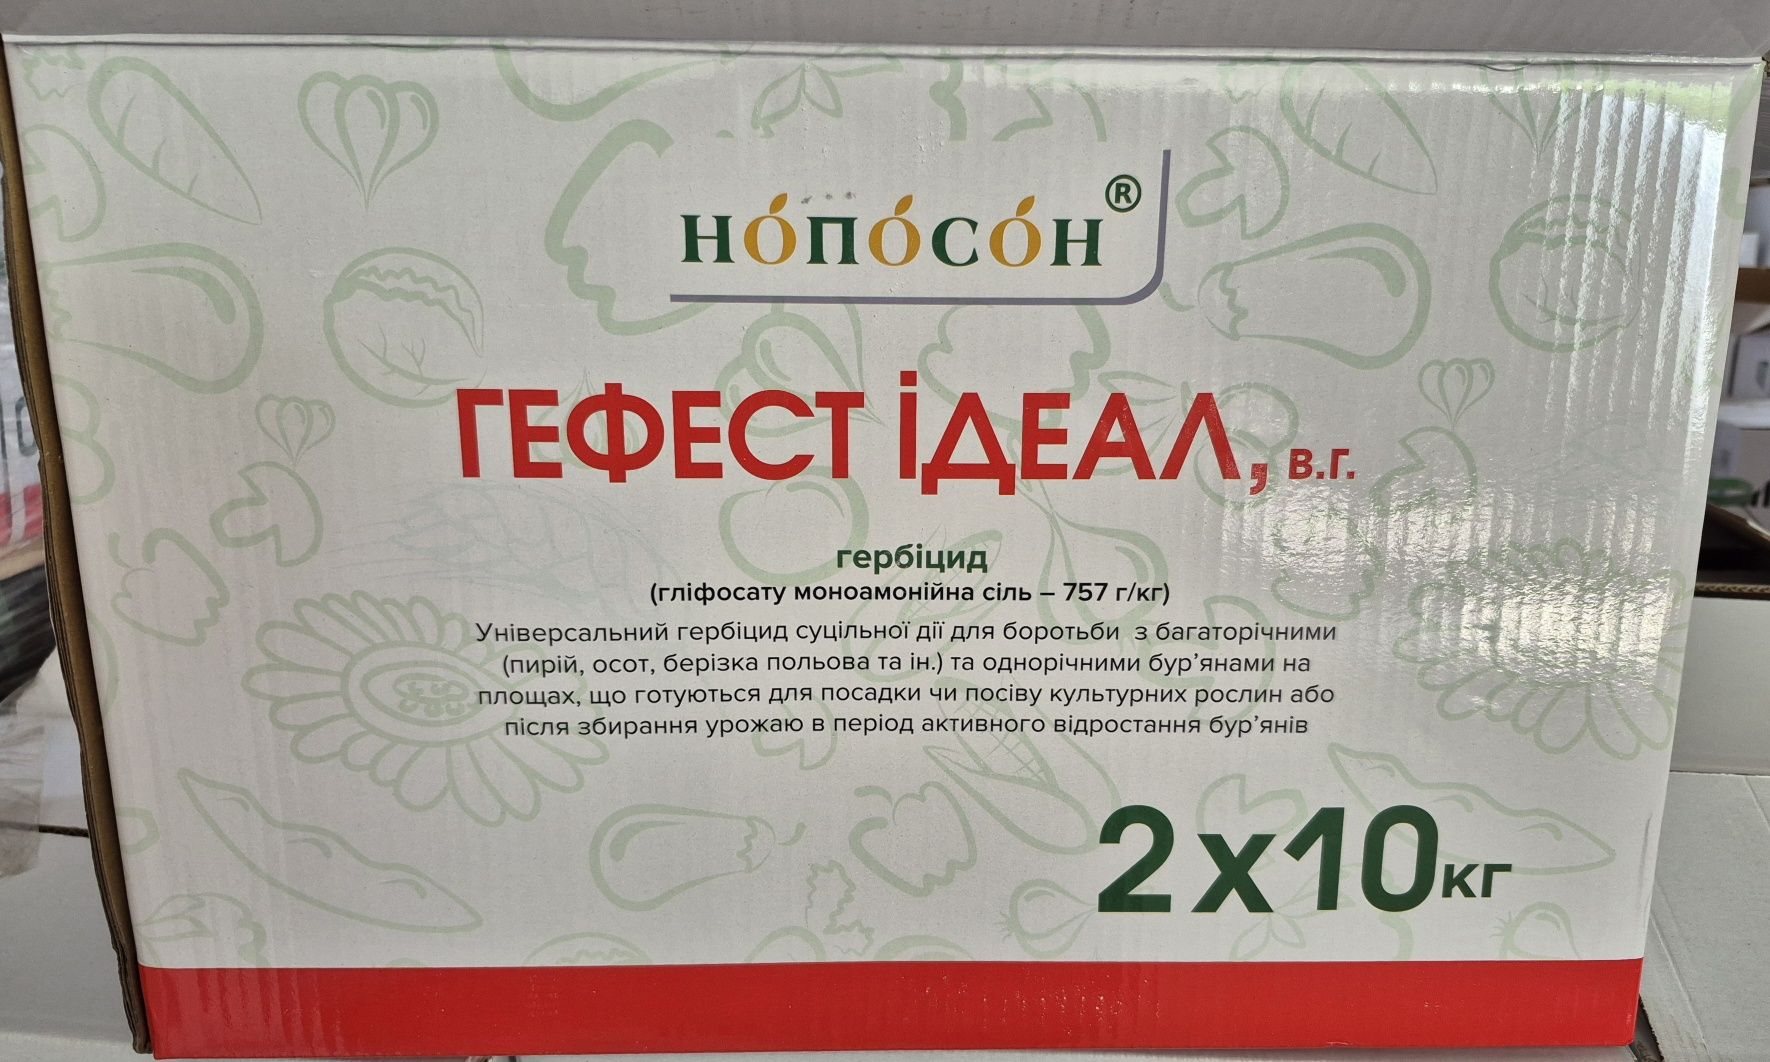 НОПОСОН®
ГЕФЕСТ ІДЕАЛ, в.г.
гербіцид
(гліфосату моноамонійна сіль – 757 г/кг)
Універсальний гербіцид суцільної дії для боротьби з багаторічними
(пирій, осот, берізка польова та ін.) та однорічними бур’янами на
площах, що готуються для посадки чи посіву культурних рослин або
після збирання урожаю в період активного відростання бур’янів
2 x 10 кг